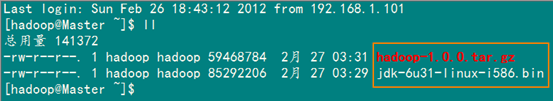 Last login: Sun Feb 26 18:43:12 2012 from 192.168.1.101
[hadoop@Master ~]$ ll
总用量 141372
-rw-r--r--. 1 hadoop hadoop 59468784  2月 27 03:31 hadoop-1.0.0.tar.gz
-rw-r--r--. 1 hadoop hadoop 85292206  2月 27 03:29 jdk-6u31-linux-i586.bin
[hadoop@Master ~]$